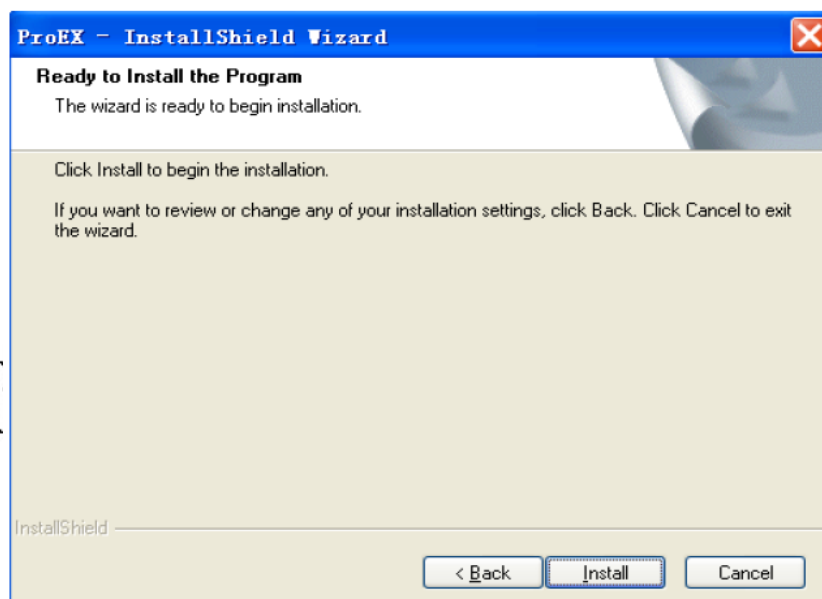 ProEX - InstallShield Wizard
Ready to Install the Program
The wizard is ready to begin installation.
Click Install to begin the installation.
If you want to review or change any of your installation settings, click Back. Click Cancel to exit
the wizard.
InstallShield
< Back Install Cancel